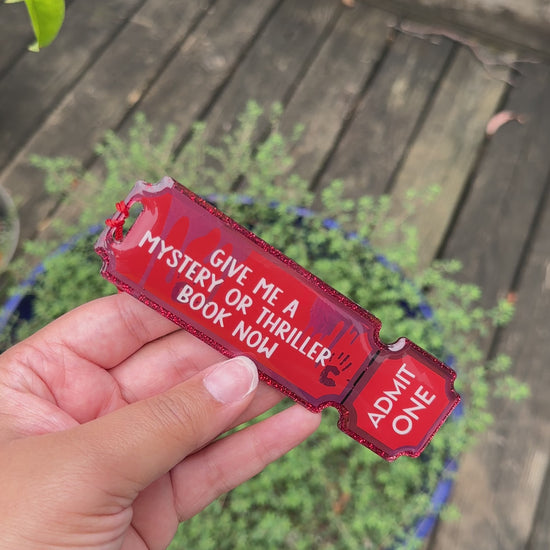 GIVE ME A
MYSTERY OR THRILLER
BOOK NOW
ADMIT
ONE